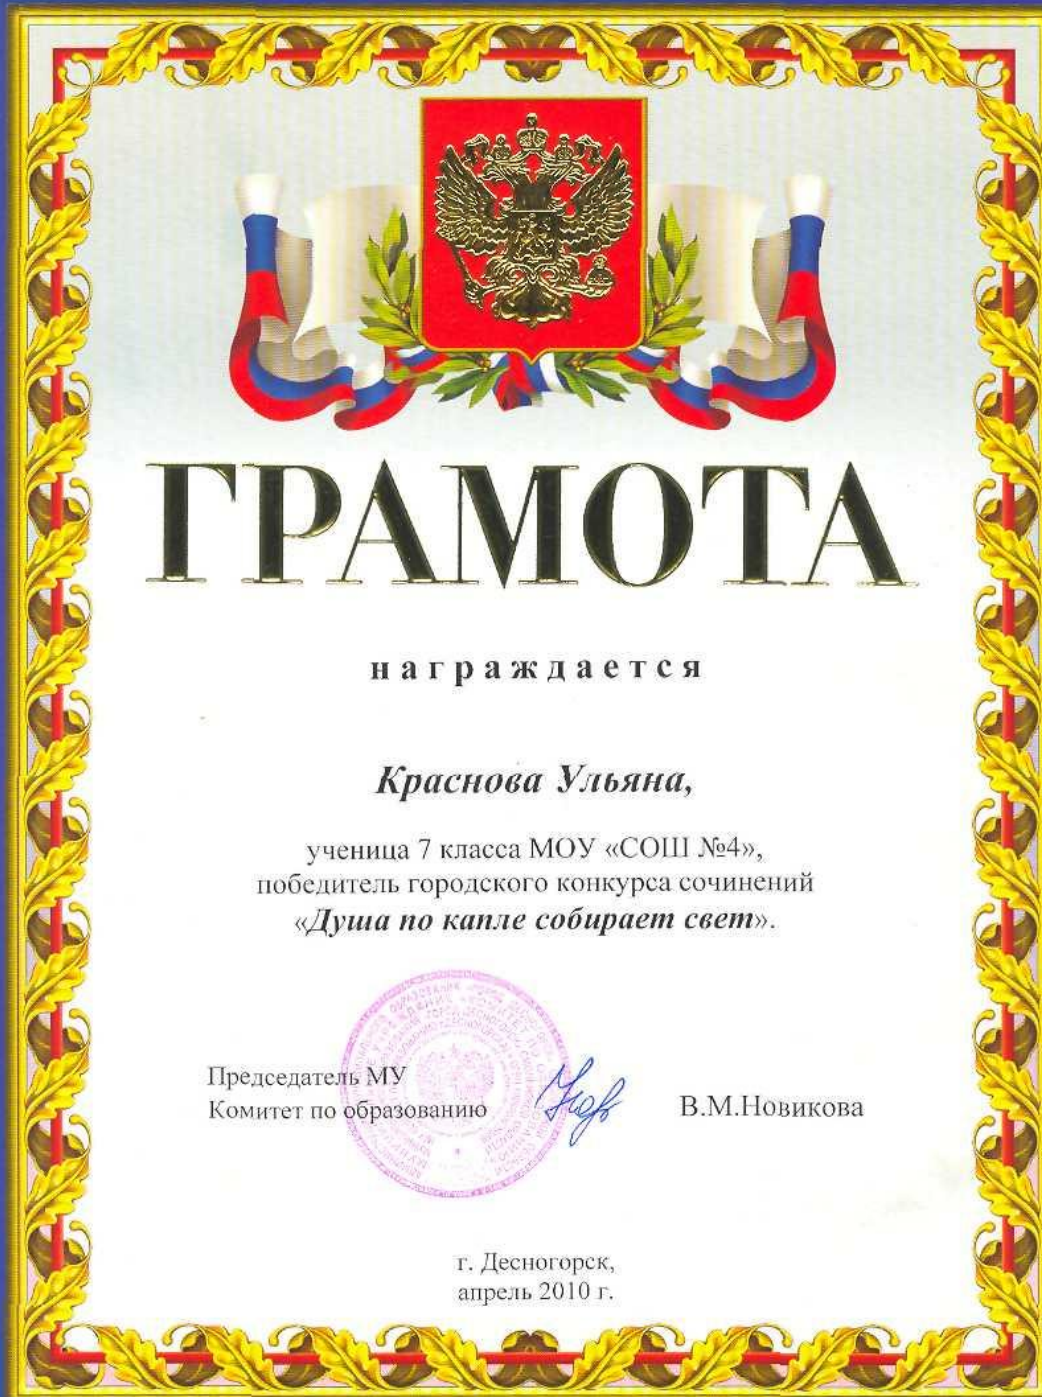 ГРАМОТА
награждается
Краснова Ульяна,
ученица 7 класса МОУ «СОШ №4»,
победитель городского конкурса сочинений
«Душа по капле собирает свет».
Председатель МУ
Комитет по образованию
В.М.Новикова
г. Десногорск,
апрель 2010 г.